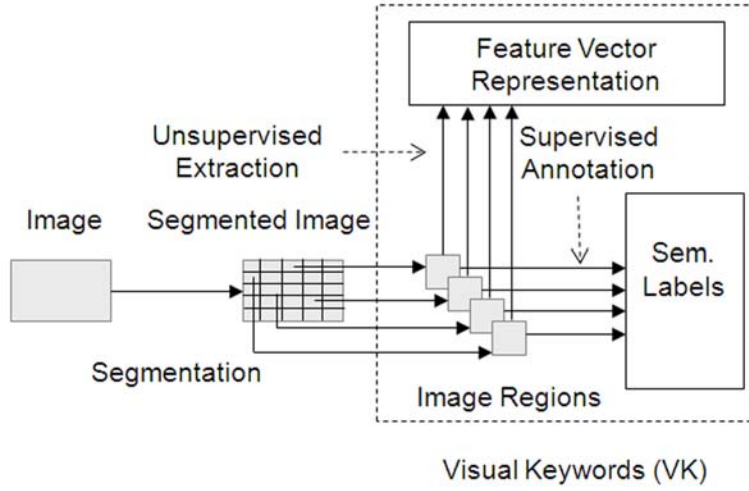 Feature Vector
Representation
Unsupervised
Extraction
Supervised
Annotation
Image
Segmented Image
Sem.
Labels
Segmentation
Image Regions
Visual Keywords (VK)